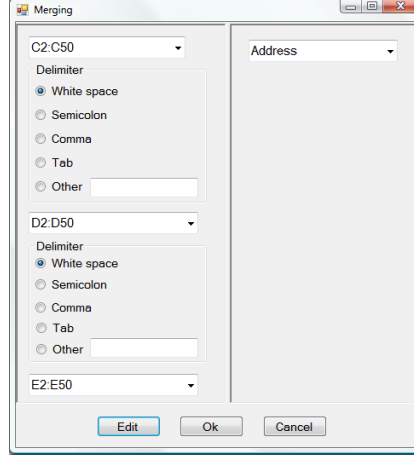 Merging
C2:C50
Delimiter
White space
Semicolon
Comma
Tab
Other
D2:D50
Delimiter
White space
Semicolon
Comma
Tab
Other
E2:E50
Address
Edit Ok Cancel